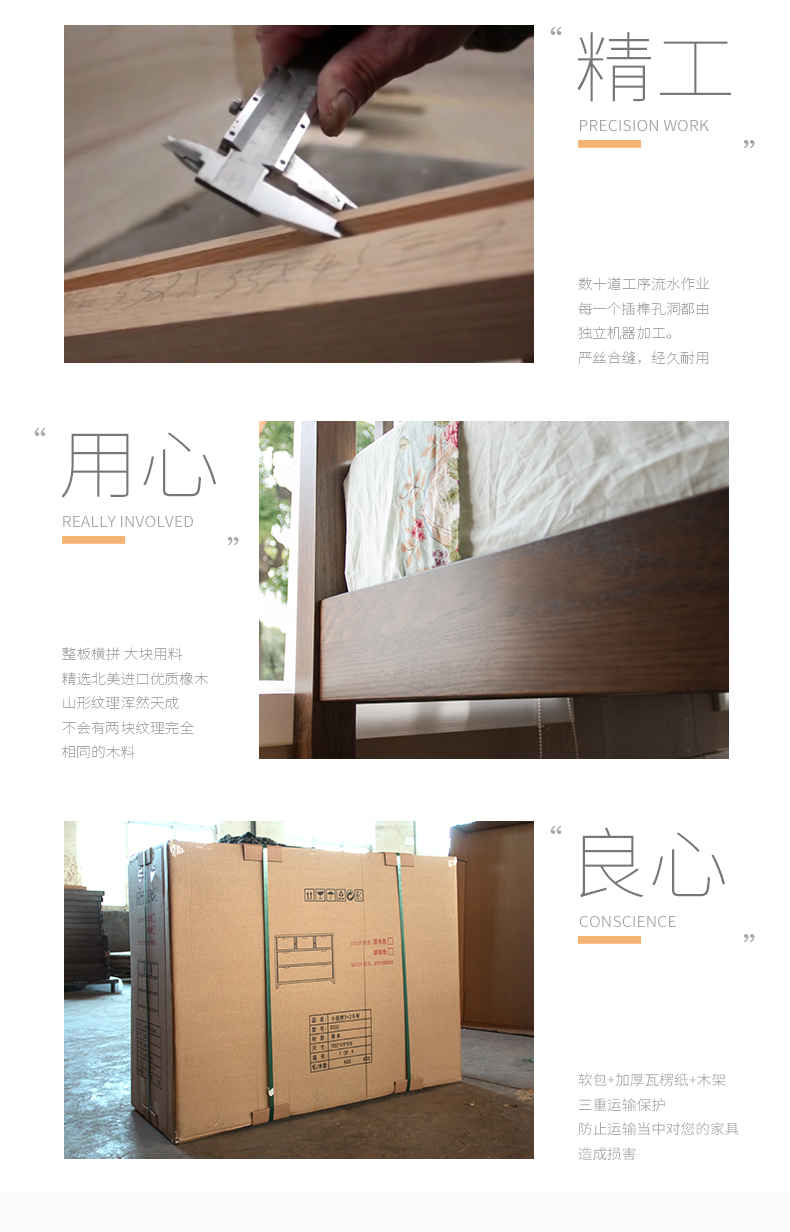 “
精工
PRECISION WORK
”
数十道工序流水作业
每一个插榫孔洞都由
独立机器加工。
严丝合缝，经久耐用
“
用心
REALLY INVOLVED
”
整板横拼 大块用料
精选北美进口优质橡木
山形纹理浑然天成
不会有两块纹理完全
相同的木料
“
良心
CONSCIENCE
”
软包+加厚瓦楞纸+木架
三重运输保护
防止运输当中对您的家具
造成损害